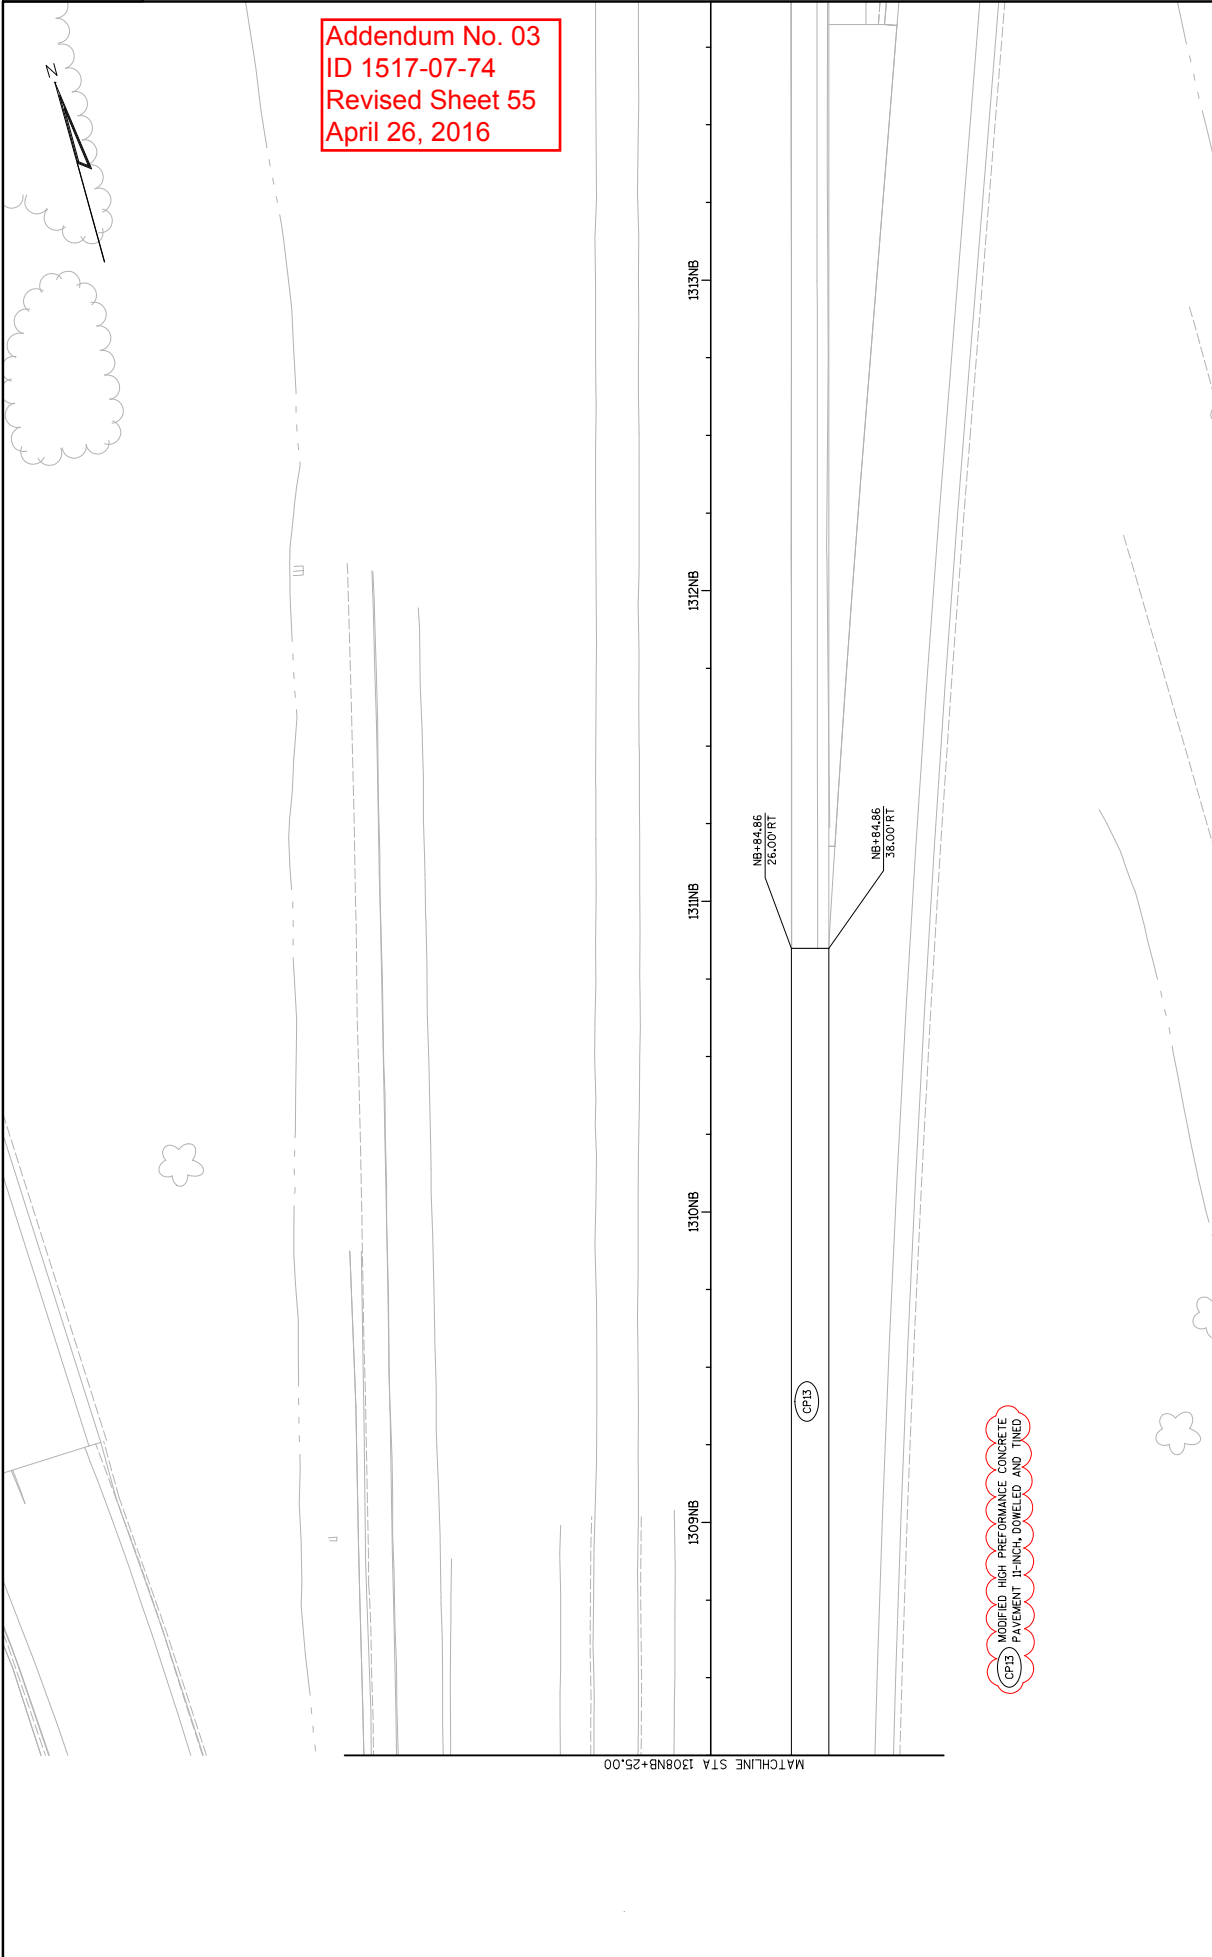 Addendum No. 03
ID 1517-07-74
Revised Sheet 55
April 26, 2016
N
1313NB
1312NB
1311NB
1310NB
1309NB
NB+84.86
26.00'RT
NB+84.86
38.00'RT
CP13
CP13
MODIFIED HIGH PREFORMANCE CONCRETE
PAVEMENT 11-INCH, DOWELED AND TINED
MATCHLINE STA 1308NB+25.00